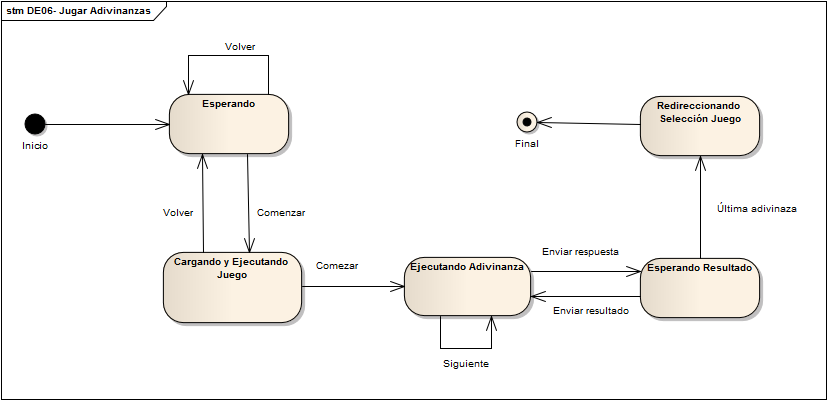 stm DE06- Jugar Adivinanzas
Volver
Esperando
Redireccionando
Selección Juego
Inicio
Final
Volver
Comenzar
Última adivinaza
Cargando y Ejecutando
Juego
Comezar
Ejecutando Adivinanza
Enviar respuesta
Esperando Resultado
Enviar resultado
Siguiente